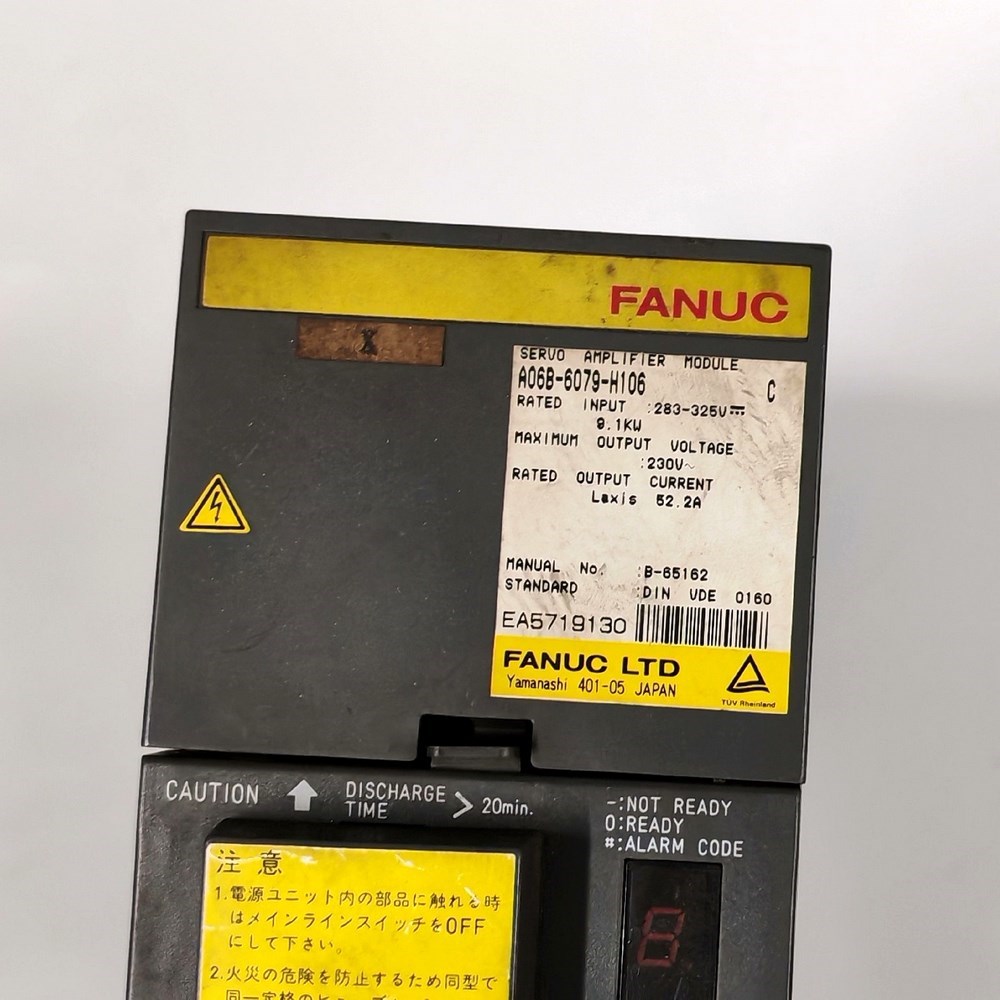 FANUC
X
SERVO AMPLIFIER MODULE
A06B-6079-H106 C
RATED INPUT :283-325V⎓
9.1KW
MAXIMUM OUTPUT VOLTAGE
:230V~
RATED OUTPUT CURRENT
Laxis 52.2A
MANUAL No. :B-65162
STANDARD :DIN VDE 0160
EA5719130
FANUC LTD
Yamanashi 401-05 JAPAN
TÜV Rheinland
CAUTION
DISCHARGE
TIME > 20min.
-:NOT READY
0:READY
#:ALARM CODE
8
注意
1.電源ユニット内の部品に触れる時
はメインラインスイッチをOFF
にして下さい。
2.火災の危険を防止するため同型で